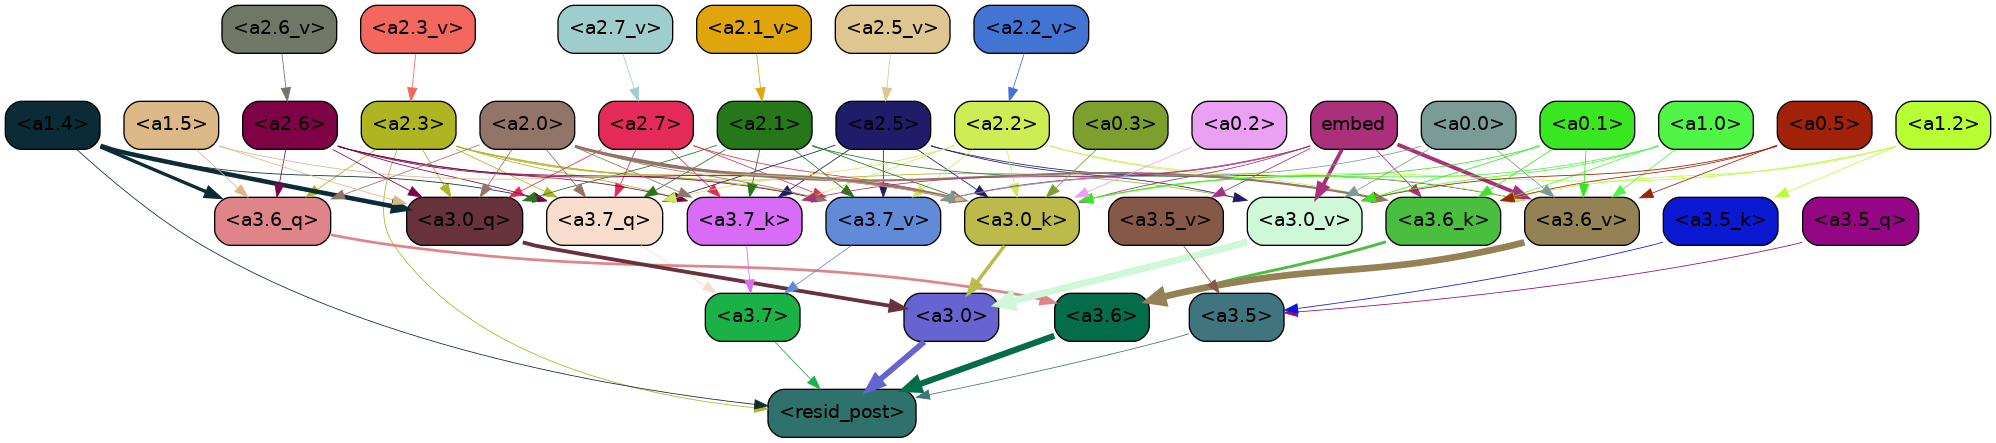 <a2.6_v> <a2.3_v> <a2.7_v> <a2.1_v> <a2.5_v> <a2.2_v>
<a1.4> <a1.5> <a2.6> <a2.3> <a2.0> <a2.7> <a2.1> <a2.5> <a2.2> <a0.3> <a0.2> embed <a0.0> <a0.1> <a1.0> <a0.5> <a1.2>
<a3.6_q> <a3.0_q> <a3.7_q> <a3.7_k> <a3.7_v> <a3.0_k> <a3.5_v> <a3.0_v> <a3.6_k> <a3.6_v> <a3.5_k> <a3.5_q>
<a3.7> <a3.0> <a3.6> <a3.5>
<resid_post>